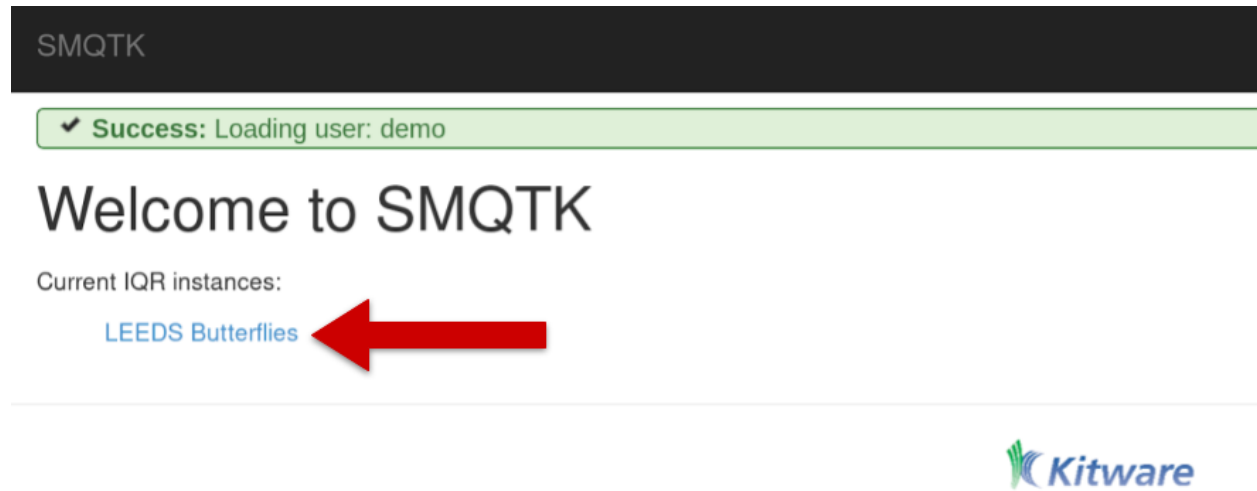 SMQTK
Success: Loading user: demo
Welcome to SMQTK
Current IQR instances:
LEEDS Butterflies
Kitware